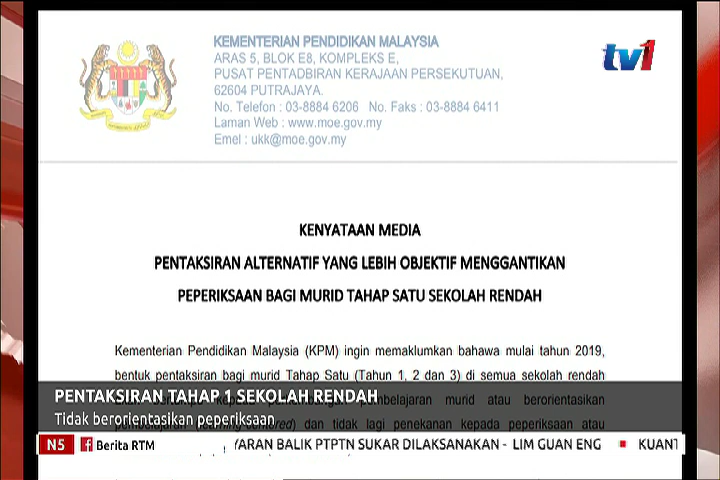 KEMENTERIAN PENDIDIKAN MALAYSIA
ARAS 5, BLOK E8, KOMPLEKS E,
PUSAT PENTADBIRAN KERAJAAN PERSEKUTUAN,
62604 PUTRAJAYA.
No. Telefon : 03-8884 6206 No. Faks : 03-8884 6411
Laman Web : www.moe.gov.my
Emel : ukk@moe.gov.my
tv1
KENYATAAN MEDIA
PENTAKSIRAN ALTERNATIF YANG LEBIH OBJEKTIF MENGGANTIKAN
PEPERIKSAAN BAGI MURID TAHAP SATU SEKOLAH RENDAH
Kementerian Pendidikan Malaysia (KPM) ingin memaklumkan bahawa mulai tahun 2019,
bentuk pentaksiran bagi murid Tahap Satu (Tahun 1, 2 dan 3) di semua sekolah rendah
pembelajaran murid atau berorientasikan
) dan tidak lagi penekanan kepada peperiksaan atau
PENTAKSIRAN TAHAP 1 SEKOLAH RENDAH
Tidak berorientasikan peperiksaan
N5 f Berita RTM YARAN BALIK PTPTN SUKAR DILAKSANAKAN - LIM GUAN ENG ■ KUANT